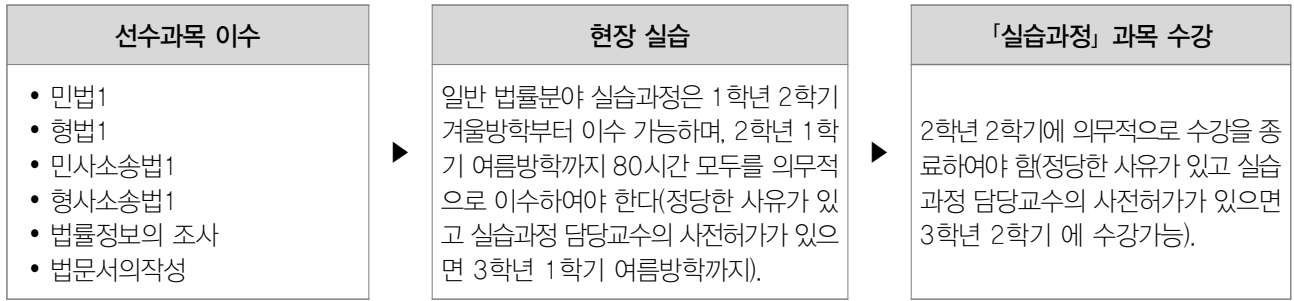 선수과목 이수
• 민법1
• 형법1
• 민사소송법1
• 형사소송법1
• 법률정보의 조사
• 법문서의작성
▶
현장 실습
일반 법률분야 실습과정은 1학년 2학기
겨울방학부터 이수 가능하며, 2학년 1학
기 여름방학까지 80시간 모두를 의무적
으로 이수하여야 한다(정당한 사유가 있
고 실습과정 담당교수의 사전허가가 있으
면 3학년 1학기 여름방학까지).
▶
「실습과정」 과목 수강
2학년 2학기에 의무적으로 수강을 종
료하여야 함(정당한 사유가 있고 실습
과정 담당교수의 사전허가가 있으면
3학년 2학기 에 수강가능).